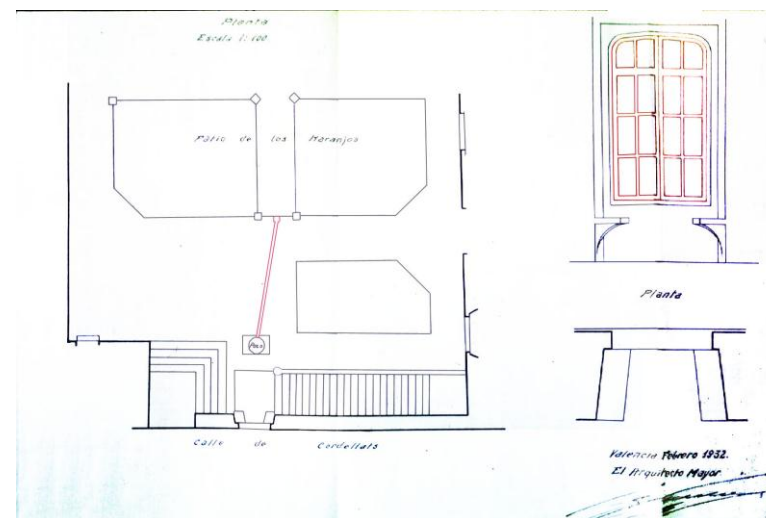 Planta
Escala 1:100.
Patio de los Naranjos
Pozo
Calle de Cordellats
Planta
Valencia Febrero 1932.
El Arquitecto Mayor